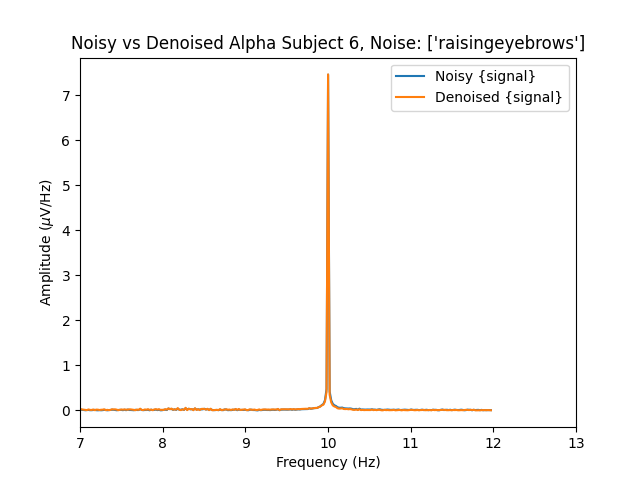 Noisy vs Denoised Alpha Subject 6, Noise: ['raisingeyebrows']
Noisy {signal}
Denoised {signal}
Amplitude (μV/Hz)
7
6
5
4
3
2
1
0
7 8 9 10 11 12 13
Frequency (Hz)